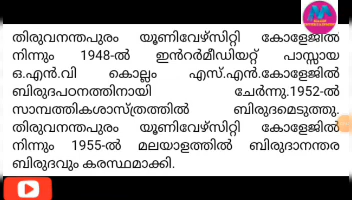 തിരുവനന്തപുരം യൂണിവേഴ്സിറ്റി കോളേജിൽ
നിന്നും 1948-ൽ ഇൻറർമീഡിയറ്റ് പാസ്സായ
ഒ.എൻ.വി കൊല്ലം എസ്.എൻ.കോളേജിൽ
ബിരുദപഠനത്തിനായി ചേർന്നു.1952-ൽ
സാമ്പത്തികശാസ്ത്രത്തിൽ ബിരുദമെടുത്തു.
തിരുവനന്തപുരം യൂണിവേഴ്സിറ്റി കോളേജിൽ
നിന്നും 1955-ൽ മലയാളത്തിൽ ബിരുദാനന്തര
ബിരുദവും കരസ്ഥമാക്കി.